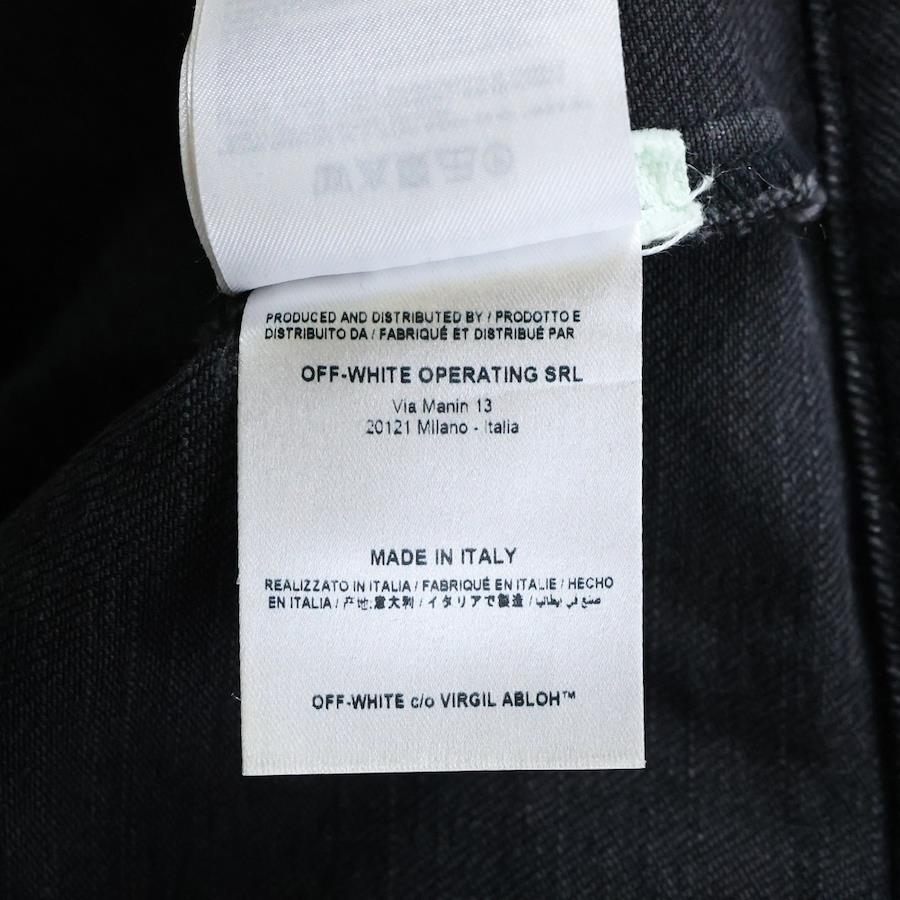 PRODUCED AND DISTRIBUTED BY / PRODOTTO E
DISTRIBUITO DA / FABRIQUÉ ET DISTRIBUÉ PAR
OFF-WHITE OPERATING SRL
Via Manin 13
20121 Milano - Italia
MADE IN ITALY
REALIZZATO IN ITALIA / FABRIQUÉ EN ITALIE / HECHO
EN ITALIA / 产地:意大利 / イタリアで製造 / صنع في ايطاليا
OFF-WHITE c/o VIRGIL ABLOH™